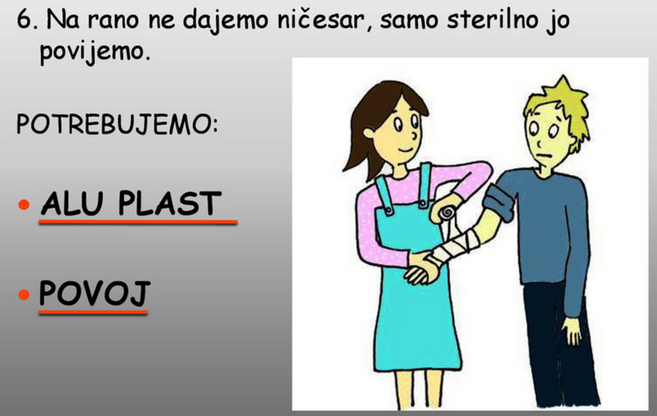 6. Na rano ne dajemo ničesar, samo sterilno jo
povijemo.
POTREBUJEMO:
• ALU PLAST
• POVOJ